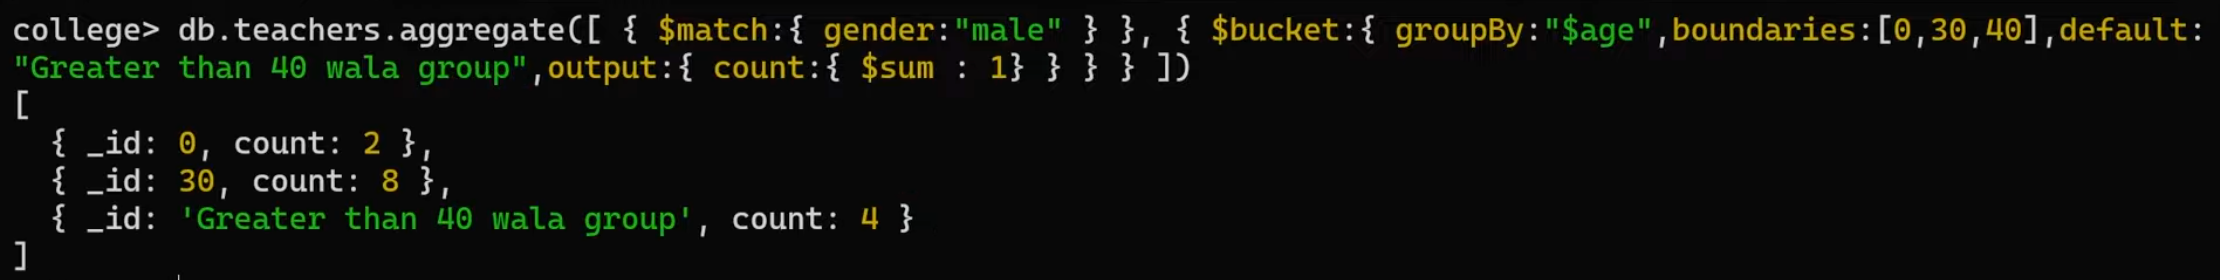 college> db.teachers.aggregate([ { $match:{ gender:"male" } }, { $bucket:{ groupBy:"$age",boundaries:[0,30,40],default:
"Greater than 40 wala group",output:{ count:{ $sum : 1} } } } ])
[
  { _id: 0, count: 2 },
  { _id: 30, count: 8 },
  { _id: 'Greater than 40 wala group', count: 4 }
]